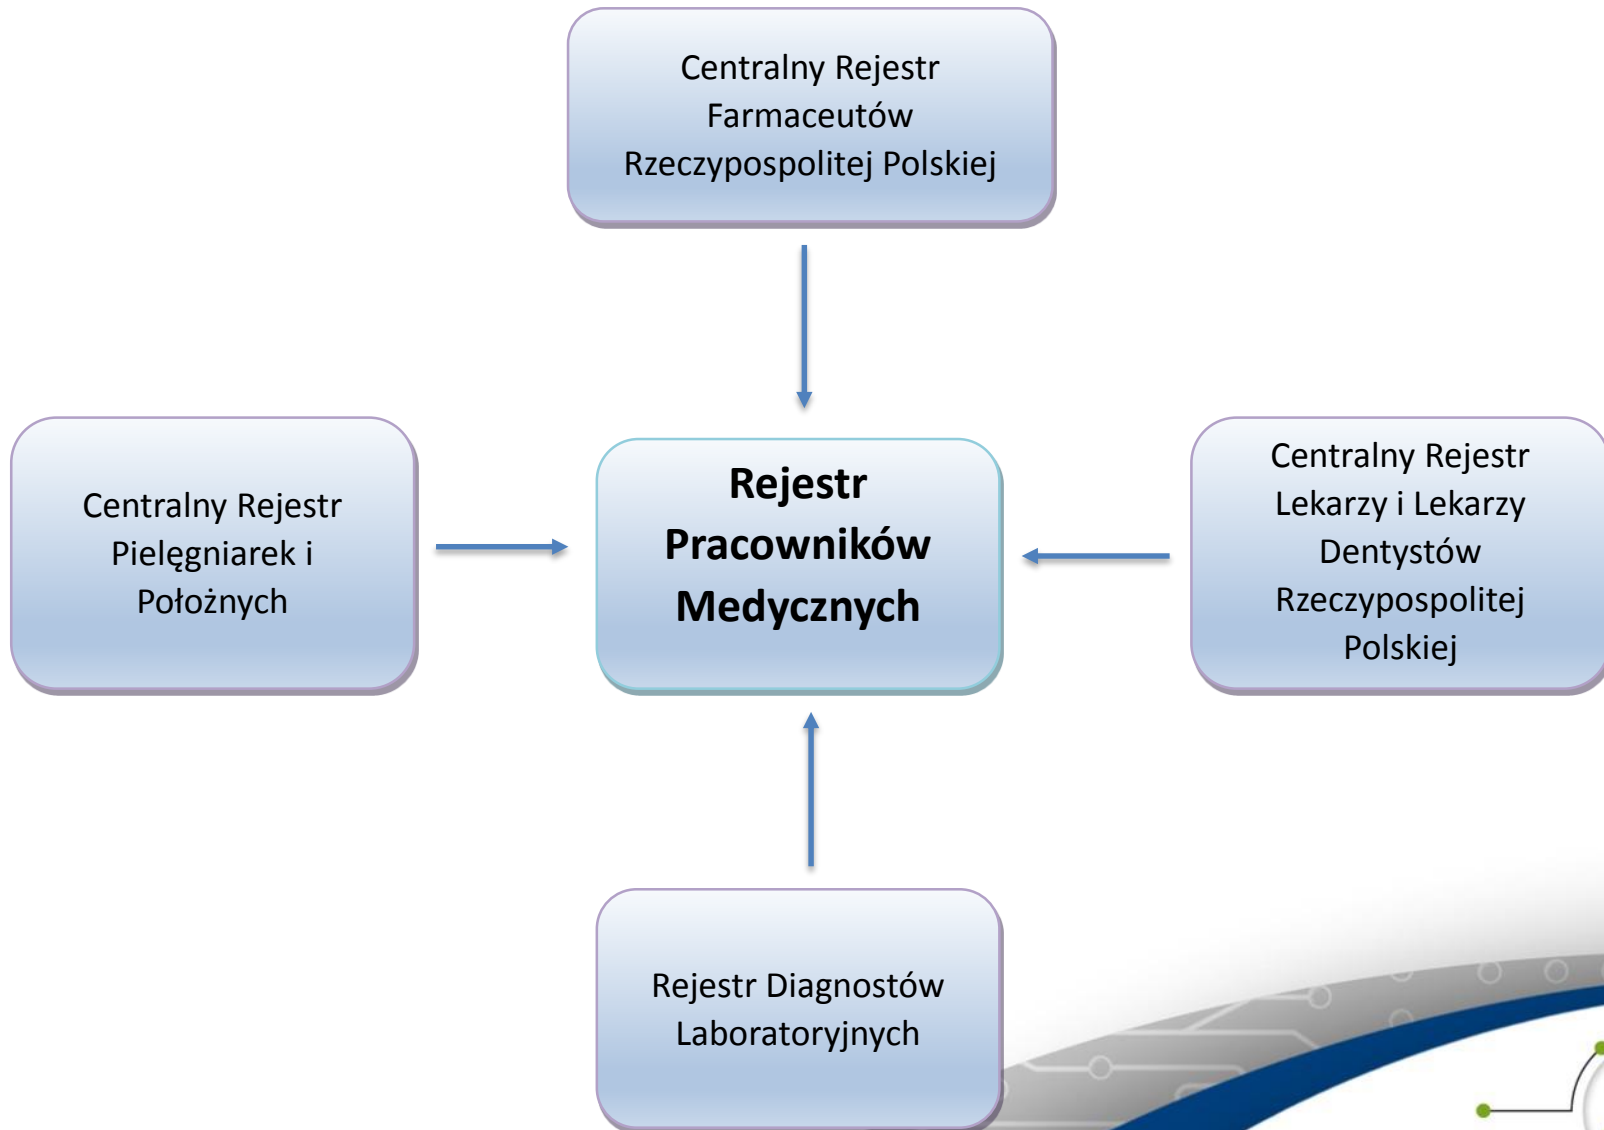 Centralny Rejestr
Farmaceutów
Rzeczypospolitej Polskiej
Centralny Rejestr
Pielęgniarek i
Położnych
Rejestr
Pracowników
Medycznych
Centralny Rejestr
Lekarzy i Lekarzy
Dentystów
Rzeczypospolitej
Polskiej
Rejestr Diagnostów
Laboratoryjnych